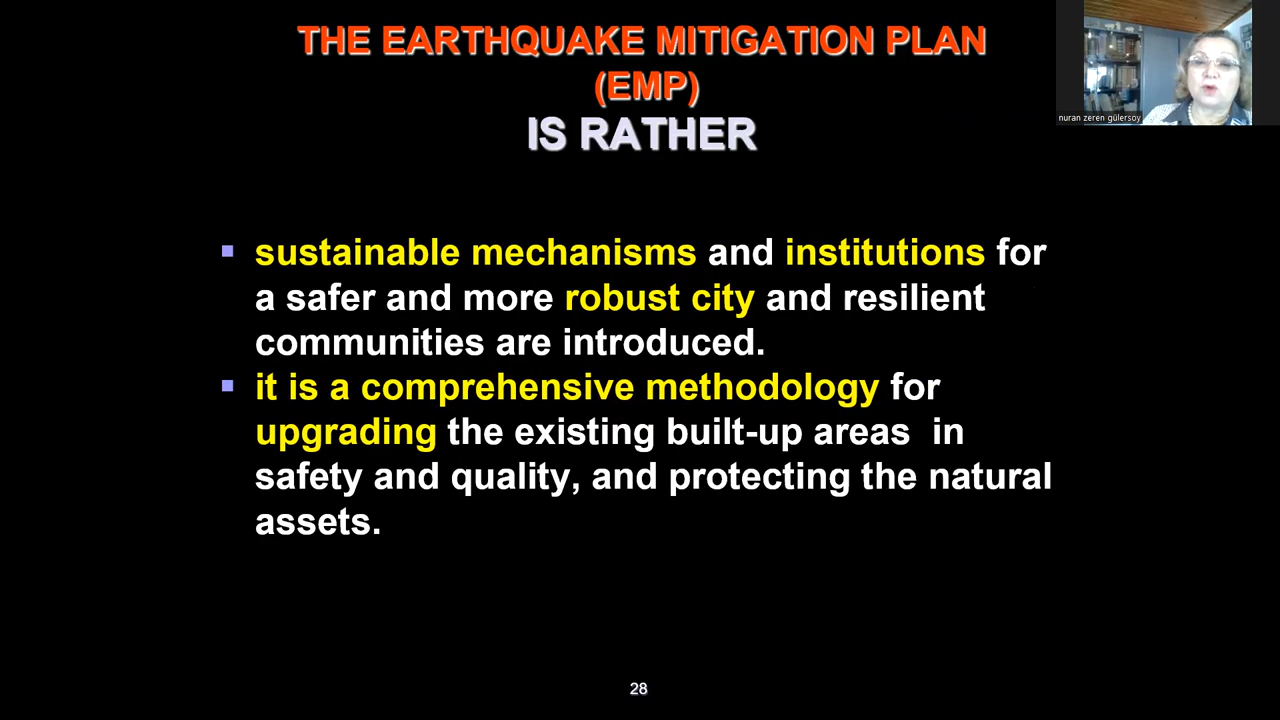 THE EARTHQUAKE MITIGATION PLAN
(EMP)
IS RATHER
nuran zeren gülersoy
▪ sustainable mechanisms and institutions for
a safer and more robust city and resilient
communities are introduced.
▪ it is a comprehensive methodology for
upgrading the existing built-up areas in
safety and quality, and protecting the natural
assets.
28